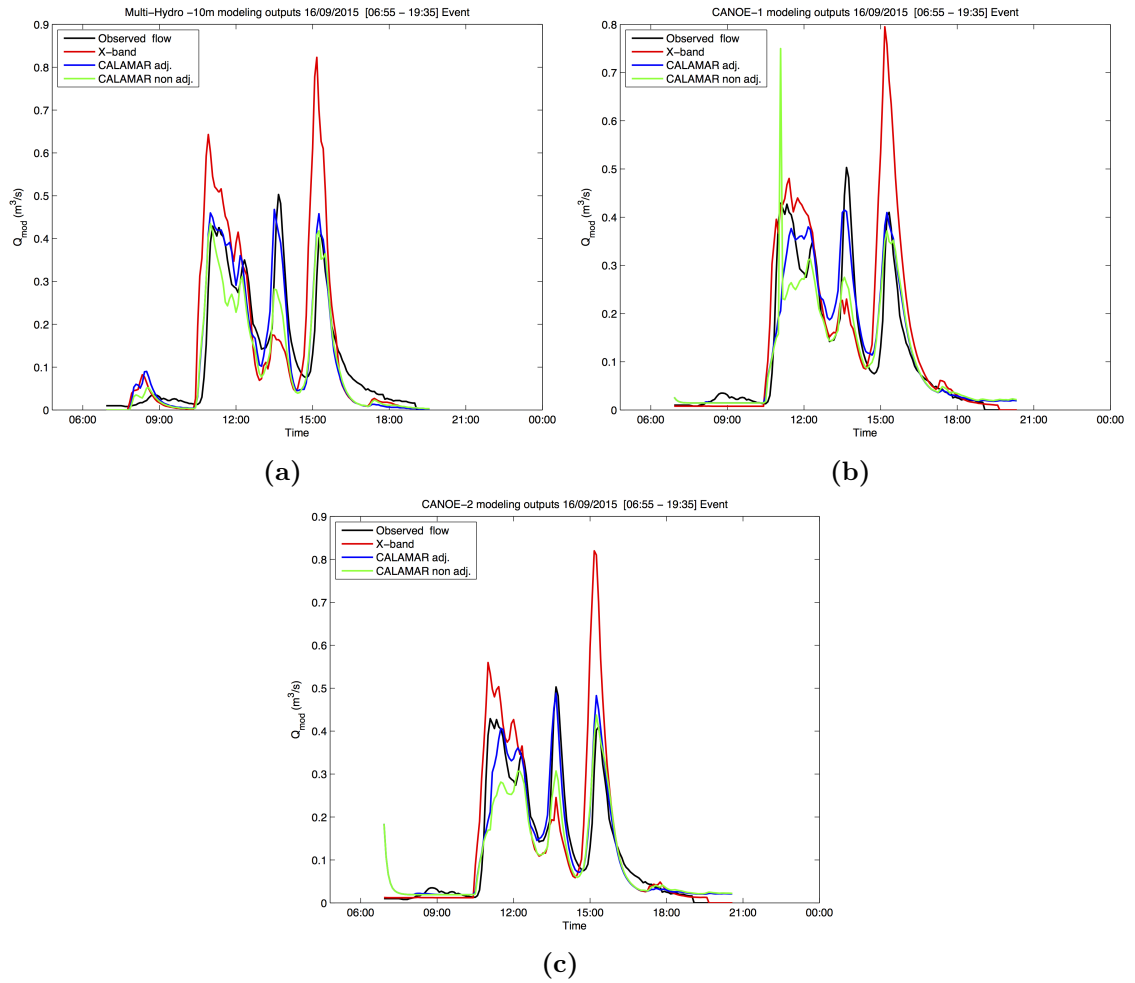 Multi-Hydro -10m modeling outputs 16/09/2015 [06:55 − 19:35] Event
0.9
0.8
0.7
0.6
0.5
0.4
0.3
0.2
0.1
0
Q_mod (m³/s)
Observed flow
X−band
CALAMAR adj.
CALAMAR non adj.
06:00 09:00 12:00 15:00 18:00 21:00 00:00
Time
(a)
CANOE-1 modeling outputs 16/09/2015 [06:55 − 19:35] Event
0.8
0.7
0.6
0.5
0.4
0.3
0.2
0.1
0
Q_mod (m³/s)
Observed flow
X−band
CALAMAR adj.
CALAMAR non adj.
06:00 09:00 12:00 15:00 18:00 21:00 00:00
Time
(b)
CANOE-2 modeling outputs 16/09/2015 [06:55 − 19:35] Event
0.9
0.8
0.7
0.6
0.5
0.4
0.3
0.2
0.1
0
Q_mod (m³/s)
Observed flow
X−band
CALAMAR adj.
CALAMAR non adj.
06:00 09:00 12:00 15:00 18:00 21:00 00:00
Time
(c)